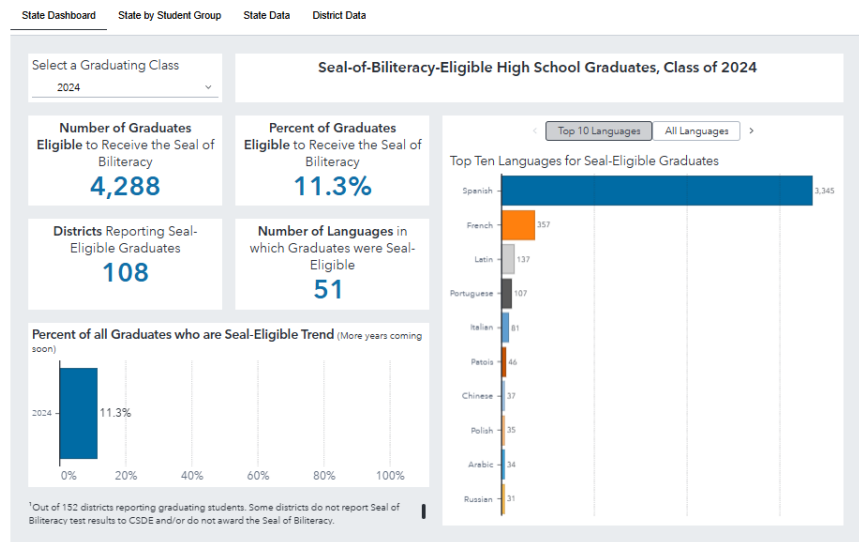 State Dashboard State by Student Group State Data District Data
Select a Graduating Class
2024
Seal-of-Biliteracy-Eligible High School Graduates, Class of 2024
Number of Graduates
Eligible to Receive the Seal of
Biliteracy
4,288
Percent of Graduates
Eligible to Receive the Seal of
Biliteracy
11.3%
Districts Reporting Seal-
Eligible Graduates
108
Number of Languages in
which Graduates were Seal-
Eligible
51
Percent of all Graduates who are Seal-Eligible Trend (More years coming
soon)
2024 11.3%
0% 20% 40% 60% 80% 100%
¹Out of 152 districts reporting graduating students. Some districts do not report Seal of
Biliteracy test results to CSDE and/or do not award the Seal of Biliteracy.
Top 10 Languages All Languages
Top Ten Languages for Seal-Eligible Graduates
Spanish 3,345
French 357
Latin 137
Portuguese 107
Italian 81
Patois 46
Chinese 37
Polish 35
Arabic 34
Russian 31